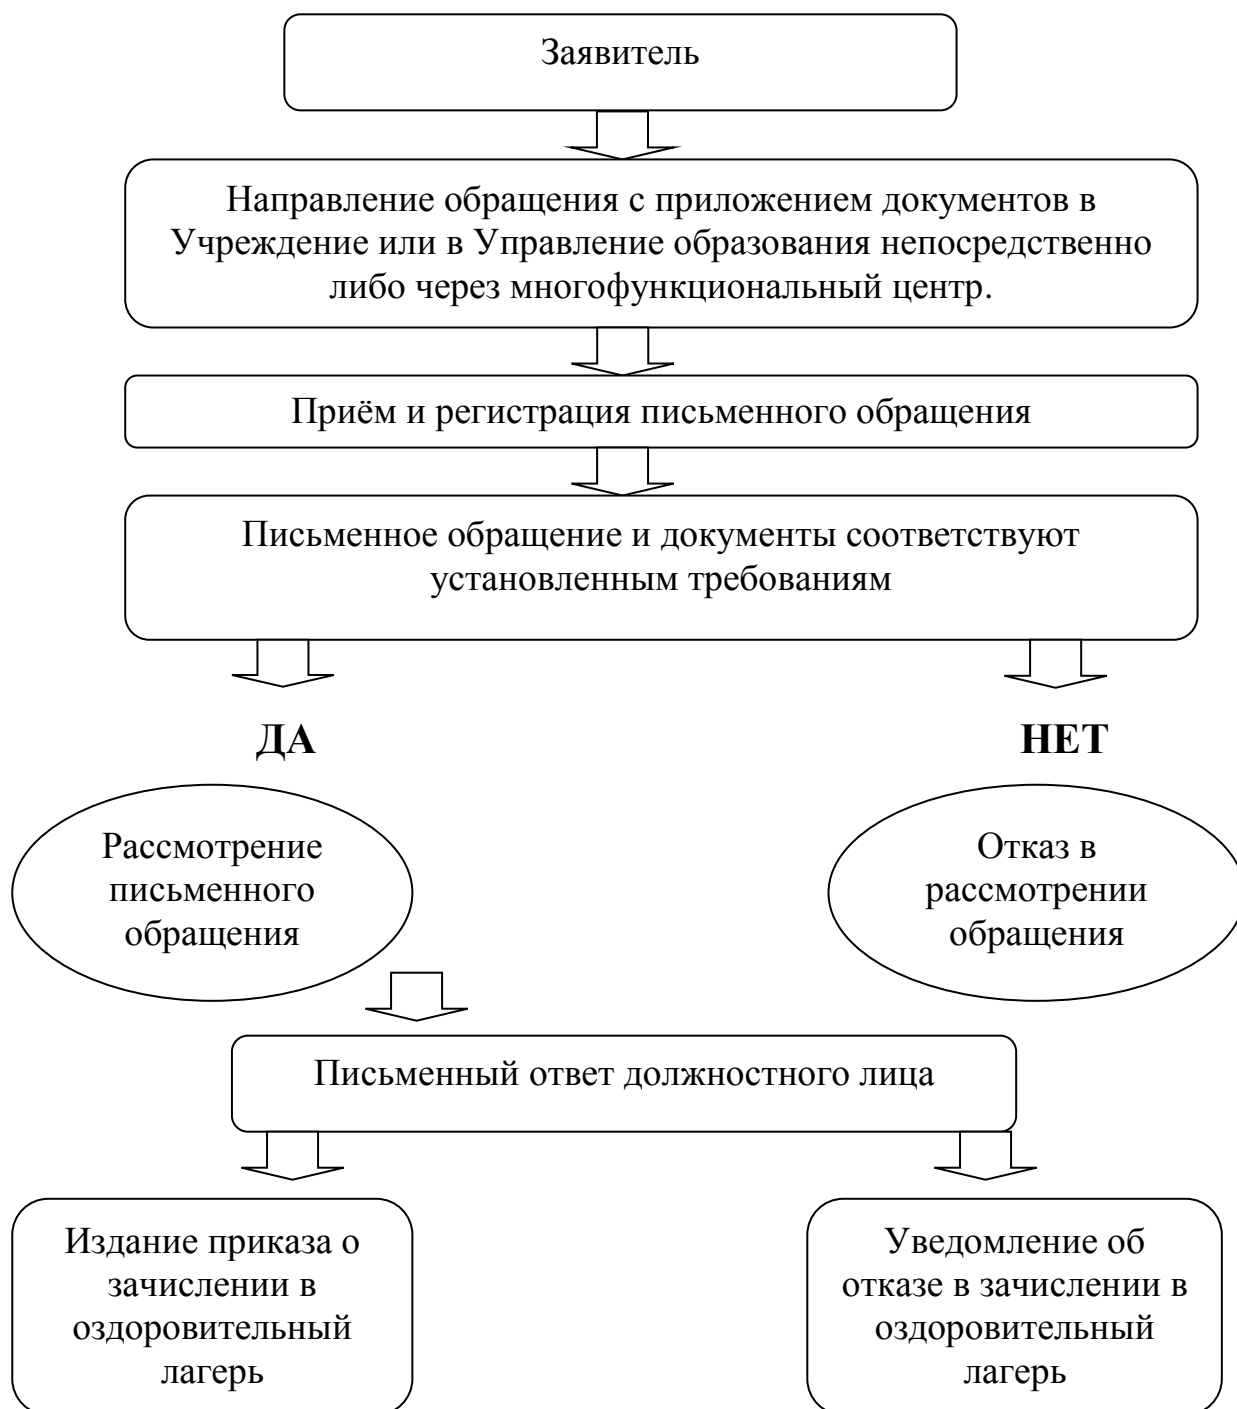 Заявитель
Направление обращения с приложением документов в
Учреждение или в Управление образования непосредственно
либо через многофункциональный центр.
Приём и регистрация письменного обращения
Письменное обращение и документы соответствуют
установленным требованиям
ДА
НЕТ
Рассмотрение
письменного
обращения
Отказ в
рассмотрении
обращения
Письменный ответ должностного лица
Издание приказа о
зачислении в
оздоровительный
лагерь
Уведомление об
отказе в зачислении в
оздоровительный
лагерь